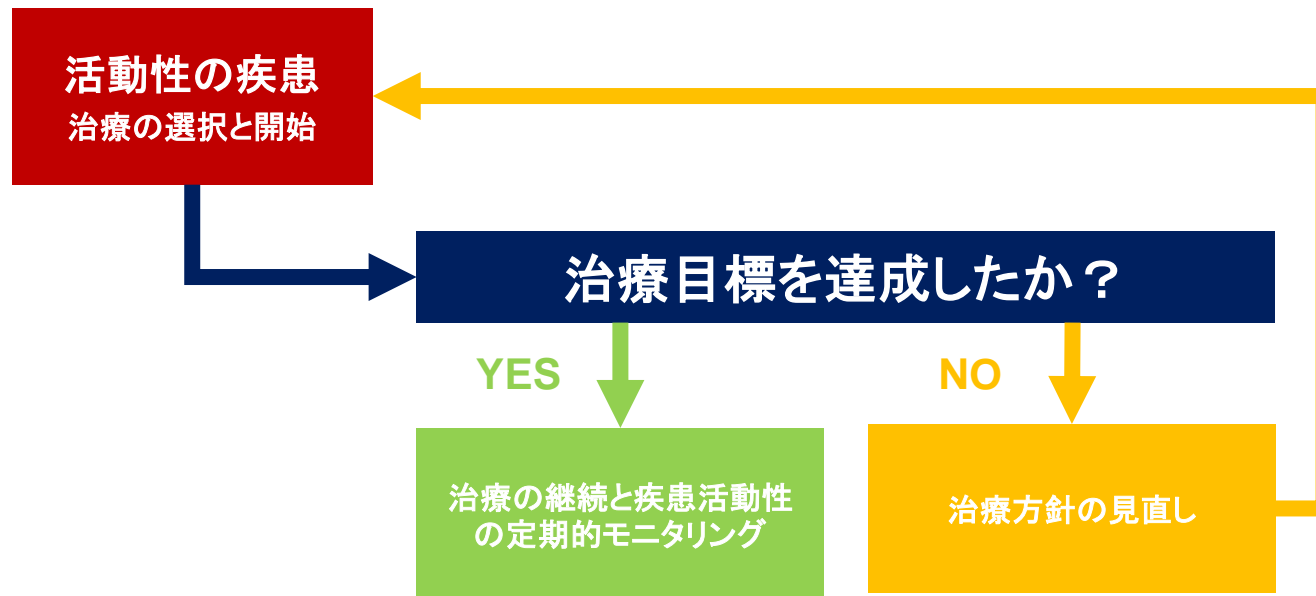 活動性の疾患
治療の選択と開始
治療目標を達成したか？
YES
NO
治療の継続と疾患活動性
の定期的モニタリング
治療方針の見直し